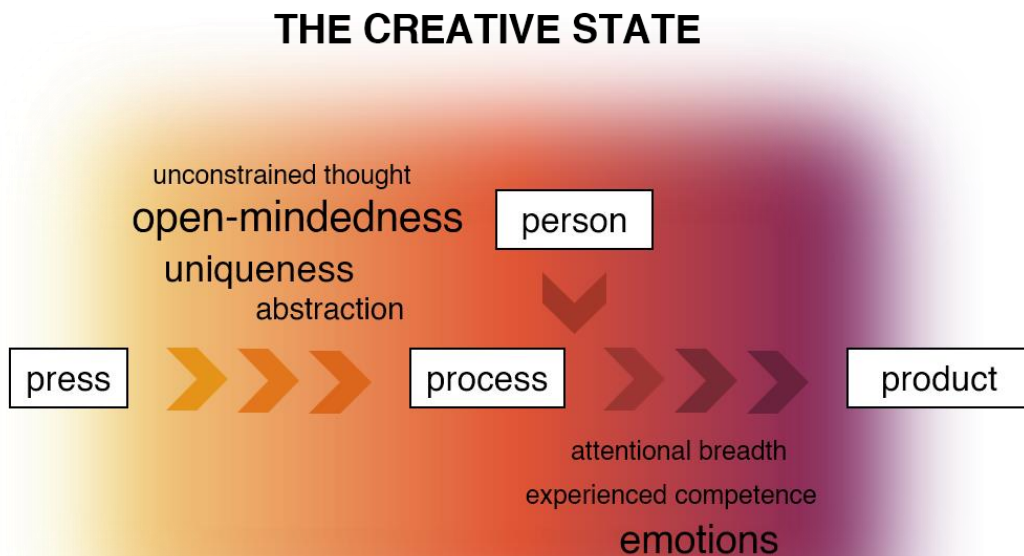 THE CREATIVE STATE
unconstrained thought
open-mindedness
person
uniqueness
abstraction
press
process
product
attentional breadth
experienced competence
emotions